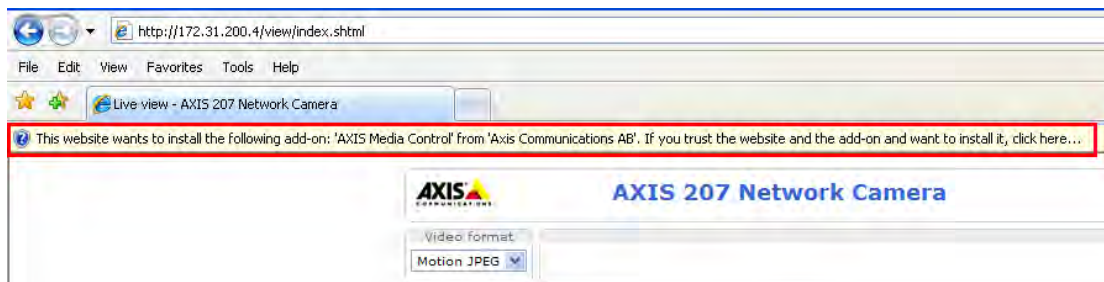 http://172.31.200.4/view/index.shtml
File Edit View Favorites Tools Help
Live view - AXIS 207 Network Camera
This website wants to install the following add-on: 'AXIS Media Control' from 'Axis Communications AB'. If you trust the website and the add-on and want to install it, click here...
AXIS
COMMUNICATIONS
AXIS 207 Network Camera
Video format
Motion JPEG